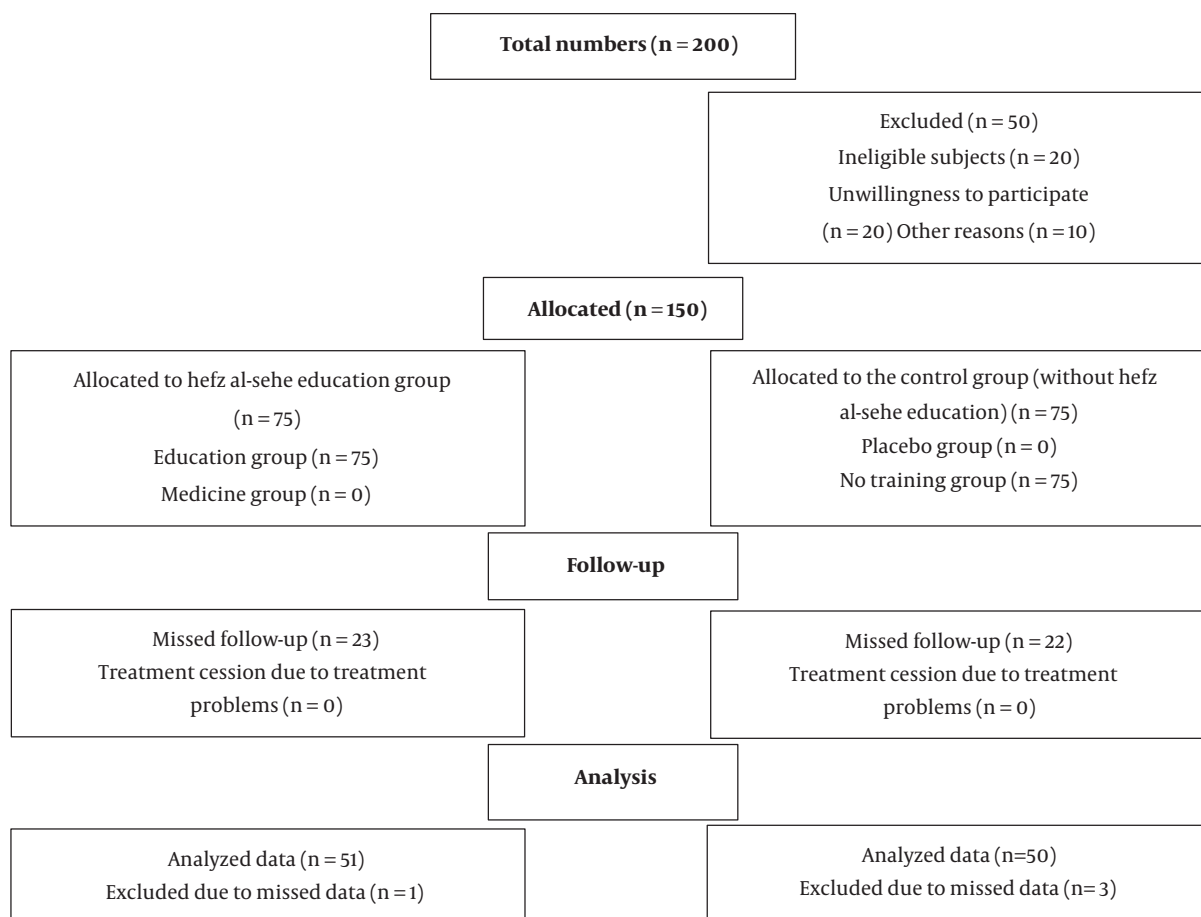 Total numbers (n = 200)
Excluded (n = 50)
Ineligible subjects (n = 20)
Unwillingness to participate
(n = 20) Other reasons (n = 10)
Allocated (n = 150)
Allocated to hefz al-sehe education group
(n = 75)
Education group (n = 75)
Medicine group (n = 0)
Allocated to the control group (without hefz
al-sehe education) (n = 75)
Placebo group (n = 0)
No training group (n = 75)
Follow-up
Missed follow-up (n = 23)
Treatment cession due to treatment
problems (n = 0)
Missed follow-up (n = 22)
Treatment cession due to treatment
problems (n = 0)
Analysis
Analyzed data (n = 51)
Excluded due to missed data (n = 1)
Analyzed data (n=50)
Excluded due to missed data (n= 3)